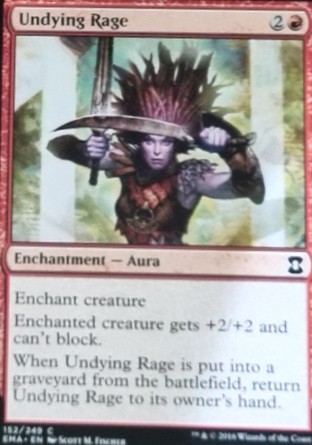 Undying Rage 2
Enchantment — Aura
Enchant creature
Enchanted creature gets +2/+2 and
can't block.
When Undying Rage is put into a
graveyard from the battlefield, return
Undying Rage to its owner's hand.
152/249 C
EMA • EN Scott M. Fischer
™ & © 2016 Wizards of the Coast